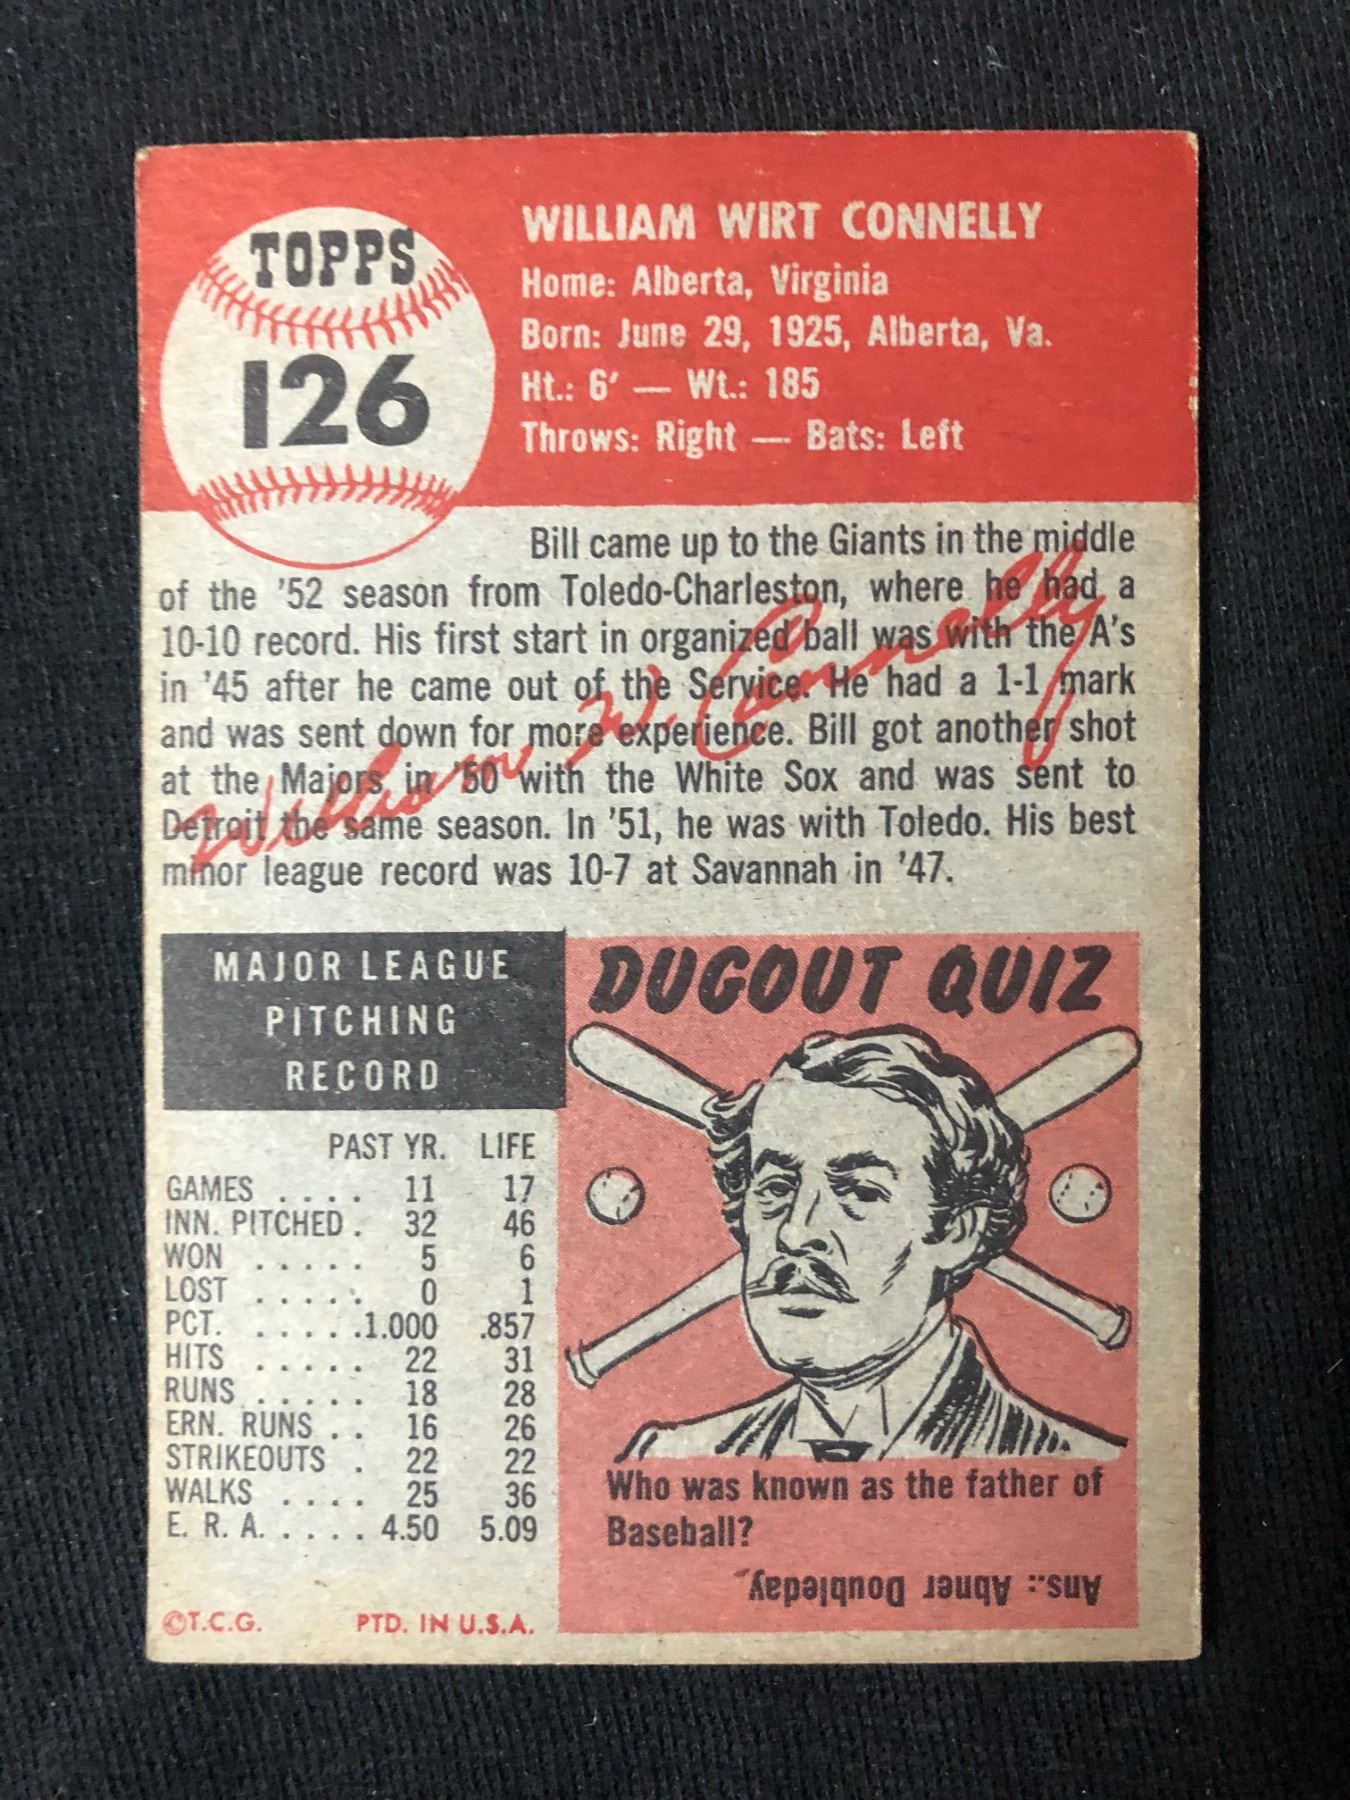 TOPPS
126
WILLIAM WIRT CONNELLY
Home: Alberta, Virginia
Born: June 29, 1925, Alberta, Va.
Ht.: 6' — Wt.: 185
Throws: Right — Bats: Left
Bill came up to the Giants in the middle
of the '52 season from Toledo-Charleston, where he had a
10-10 record. His first start in organized ball was with the A's
in '45 after he came out of the Service. He had a 1-1 mark
and was sent down for more experience. Bill got another shot
at the Majors in '50 with the White Sox and was sent to
Detroit the same season. In '51, he was with Toledo. His best
minor league record was 10-7 at Savannah in '47.
William W. Connelly
MAJOR LEAGUE
PITCHING
RECORD
PAST YR. LIFE
GAMES . . . . 11 17
INN. PITCHED . 32 46
WON . . . . . 5 6
LOST . . . . . 0 1
PCT. . . . . .1.000 .857
HITS . . . . . 22 31
RUNS . . . . . 18 28
ERN. RUNS . . 16 26
STRIKEOUTS . 22 22
WALKS . . . . 25 36
E. R. A. . . . . 4.50 5.09
©T.C.G. PTD. IN U.S.A.
DUGOUT QUIZ
Who was known as the father of
Baseball?
Ans.: Abner Doubleday